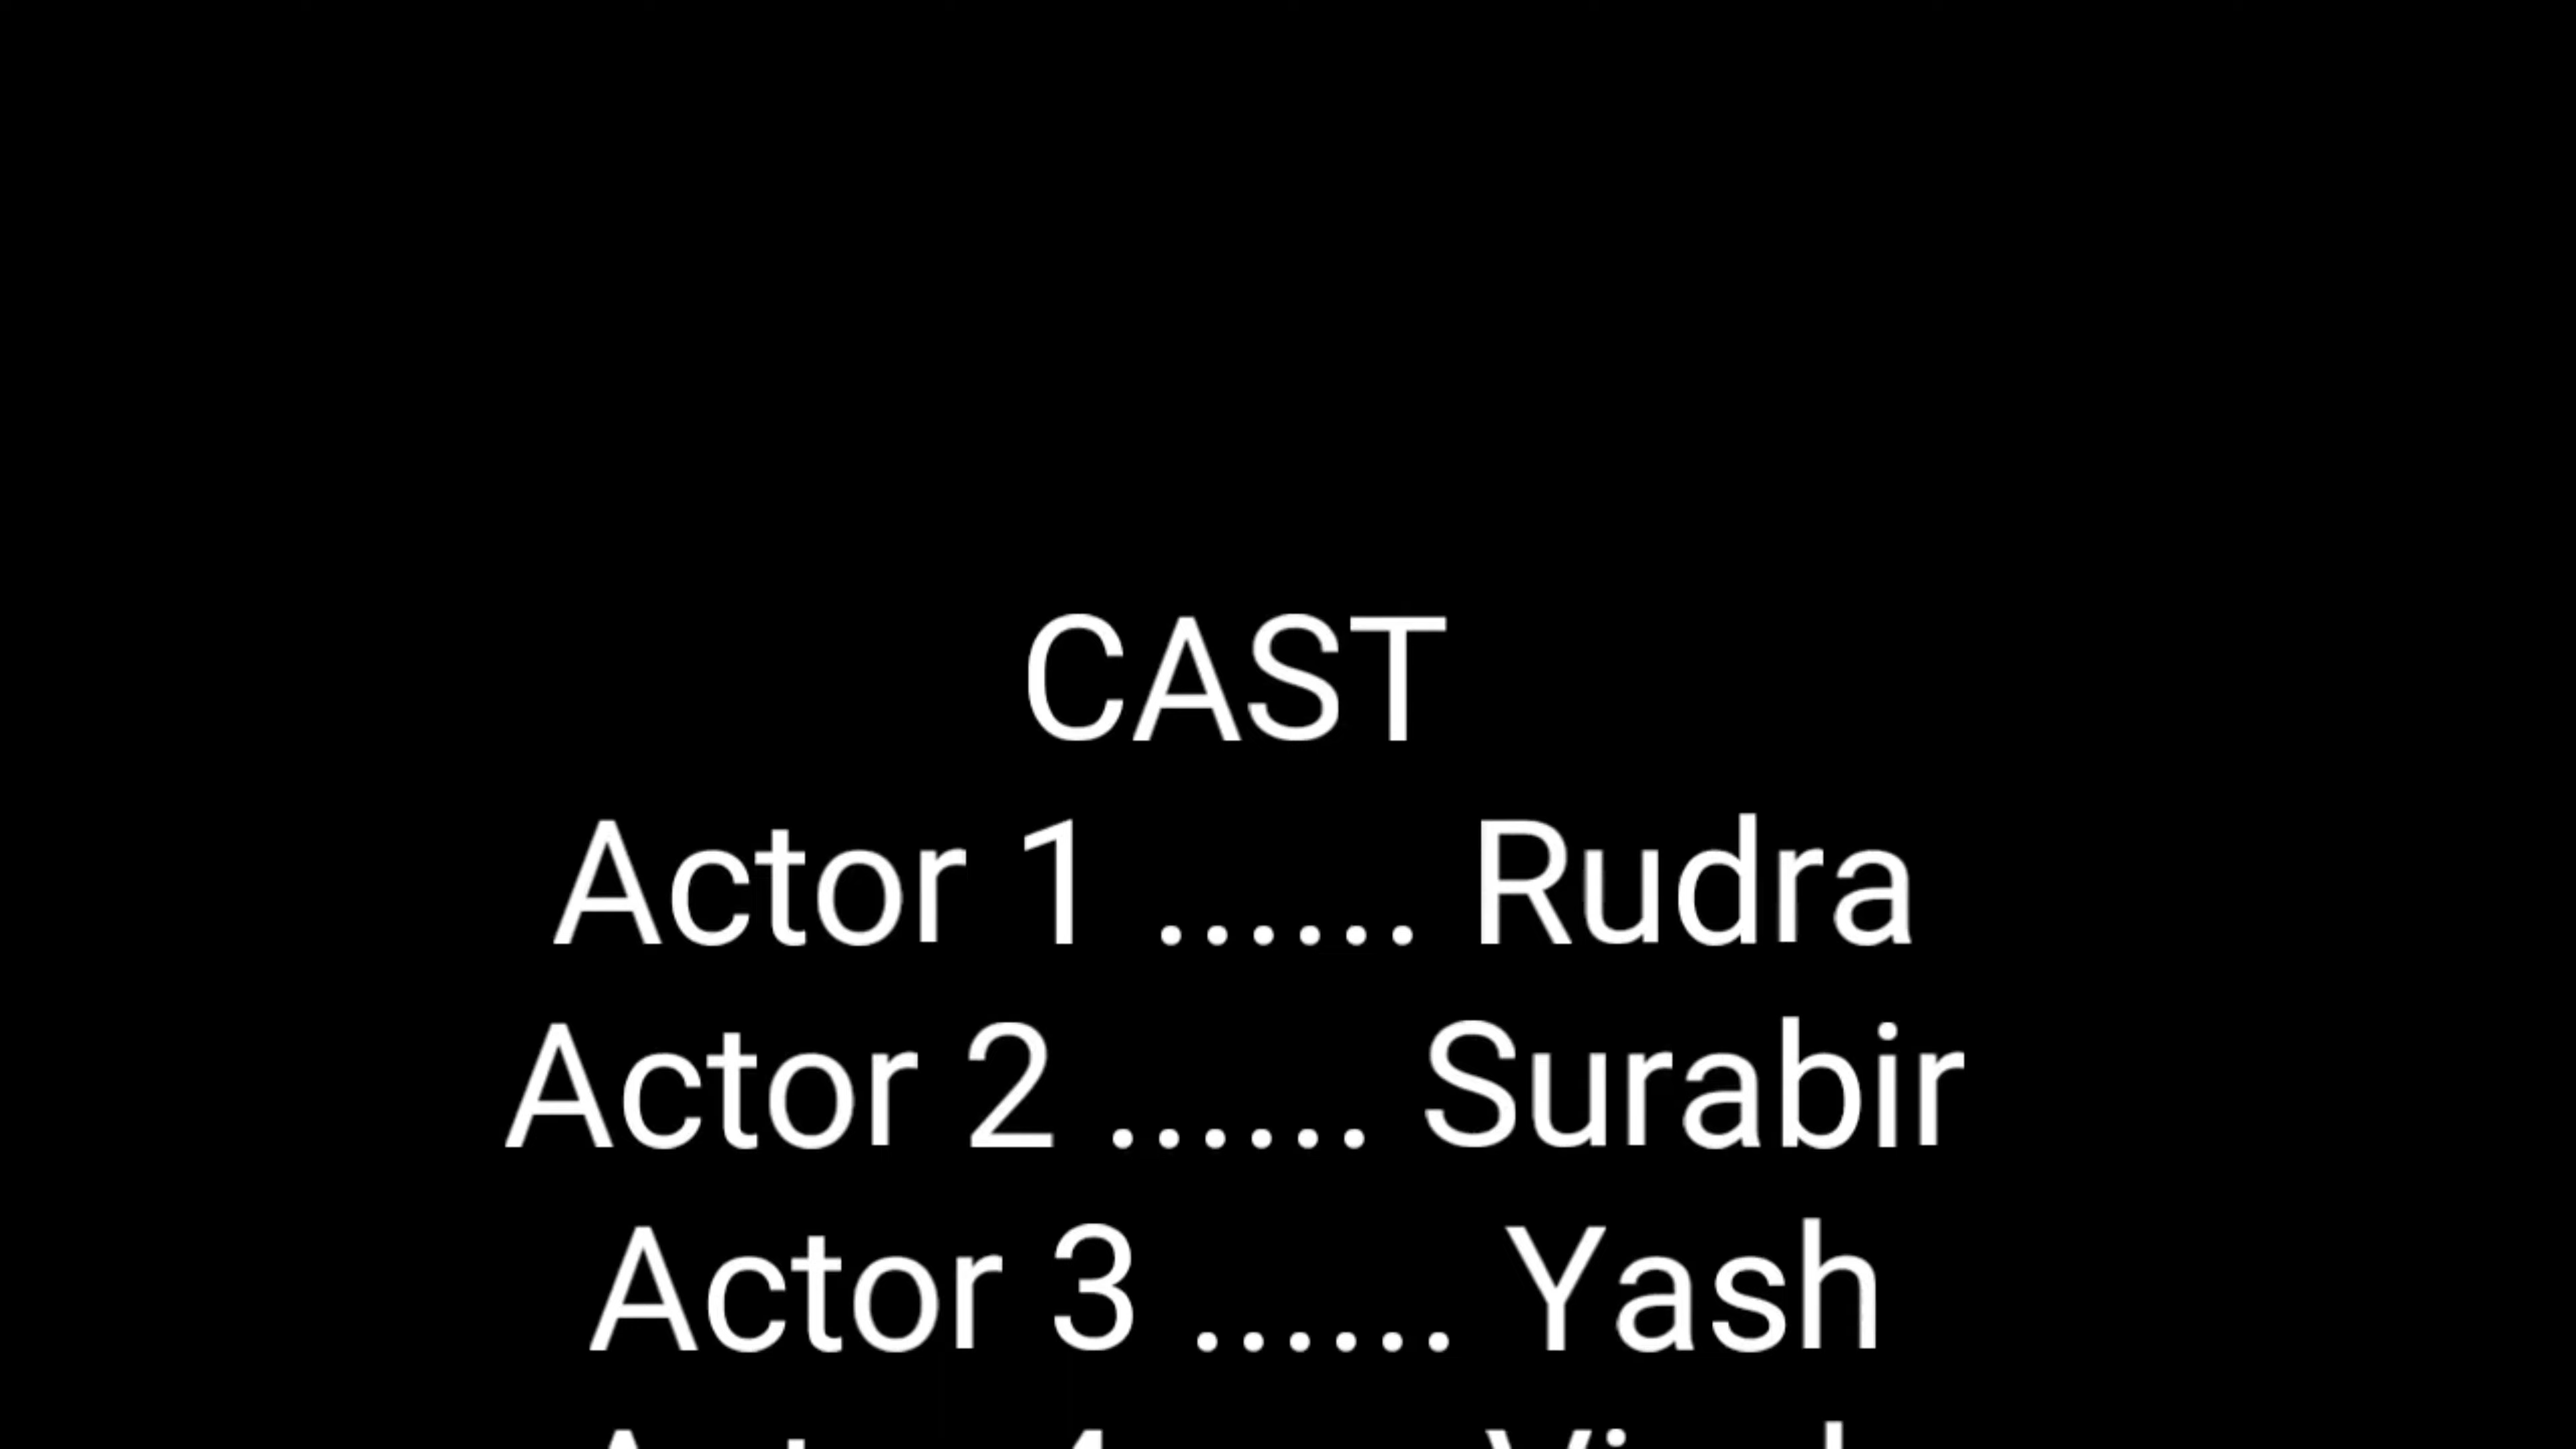 CAST
Actor 1 ...... Rudra
Actor 2 ...... Surabir
Actor 3 ...... Yash